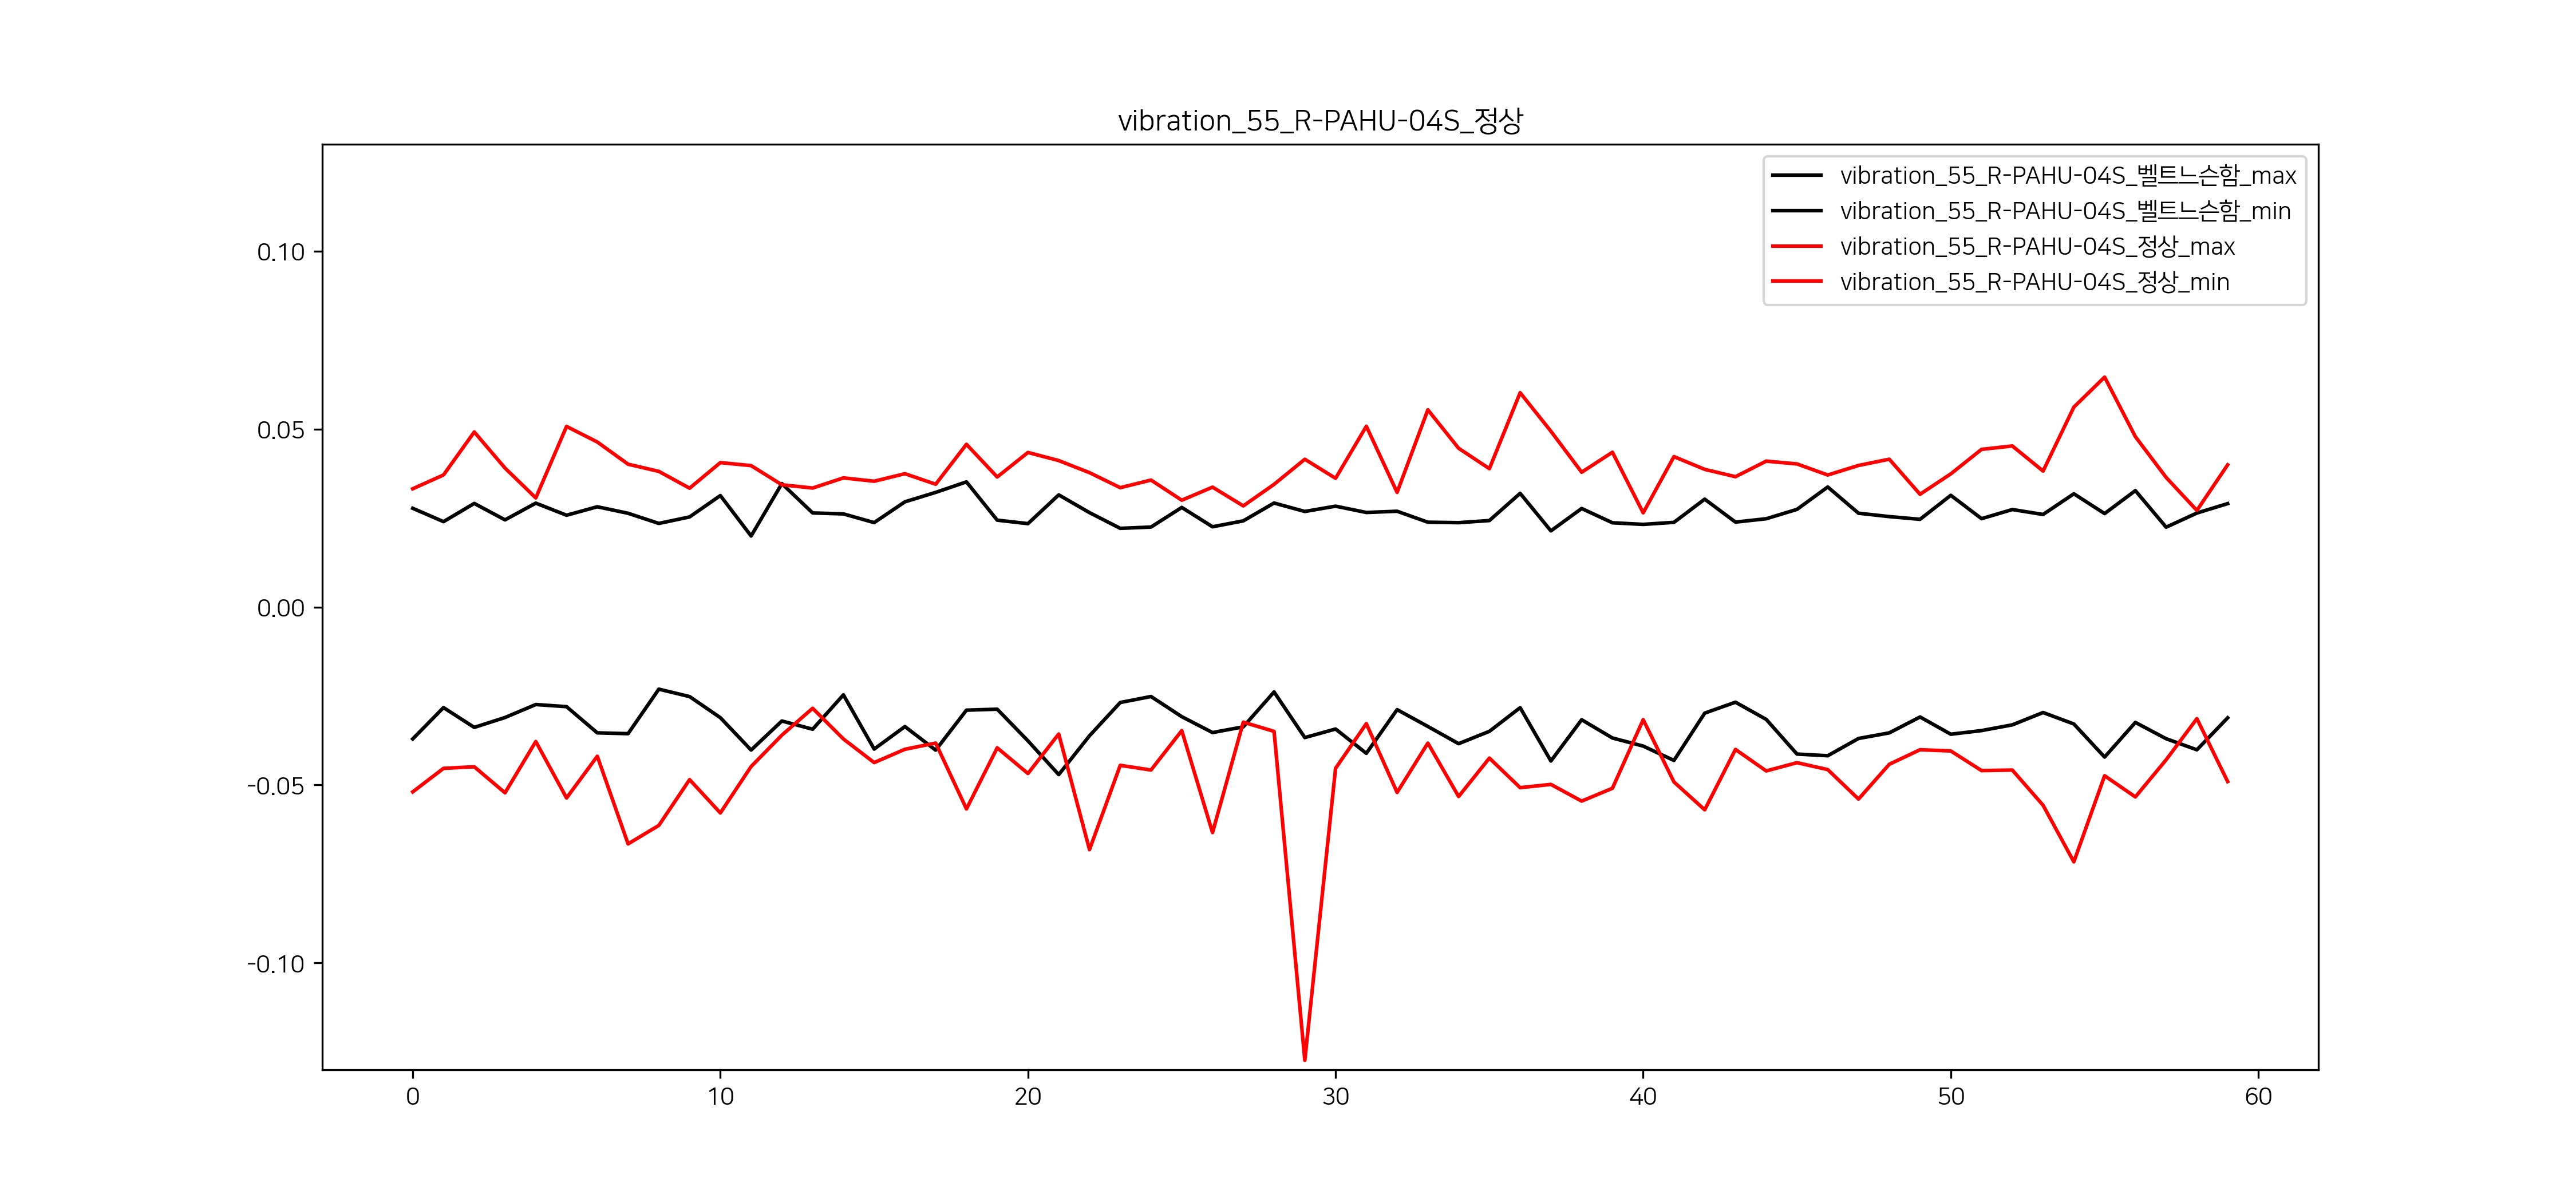 vibration_55_R-PAHU-04S_정상
vibration_55_R-PAHU-04S_벨트느슨함_max
vibration_55_R-PAHU-04S_벨트느슨함_min
vibration_55_R-PAHU-04S_정상_max
vibration_55_R-PAHU-04S_정상_min
0.10
0.05
0.00
-0.05
-0.10
0 10 20 30 40 50 60